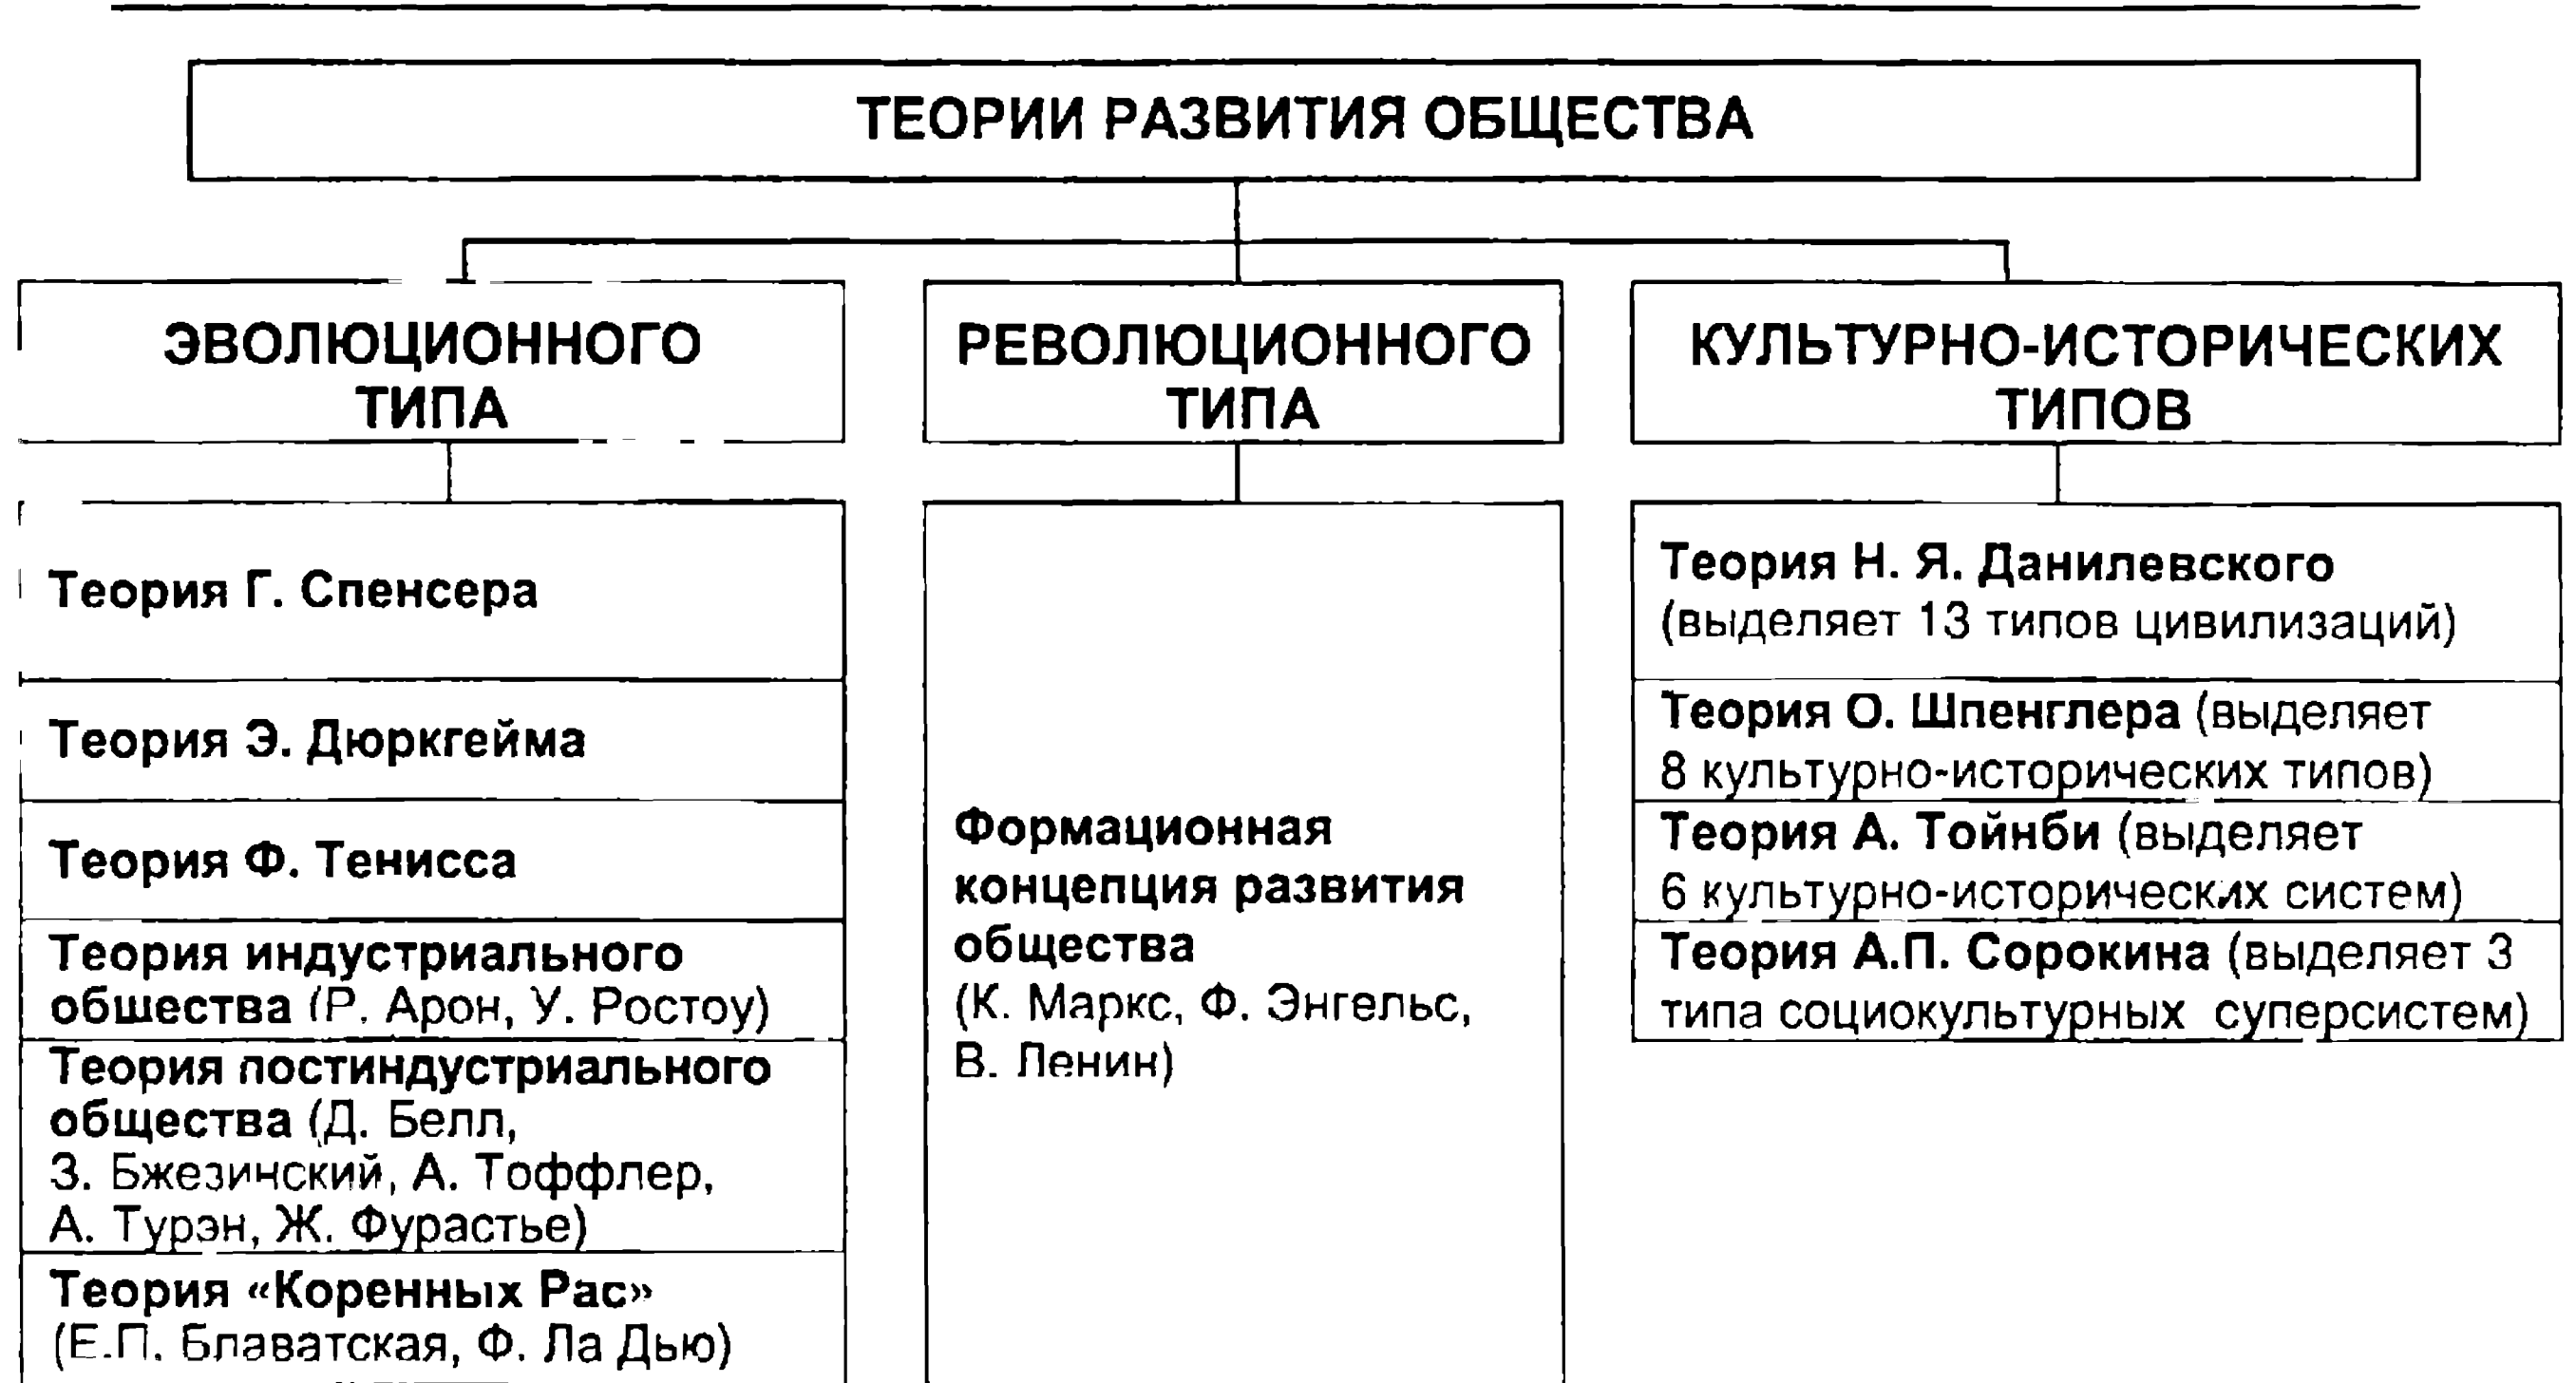 ТЕОРИИ РАЗВИТИЯ ОБЩЕСТВА
ЭВОЛЮЦИОННОГО
ТИПА
Теория Г. Спенсера
Теория Э. Дюркгейма
Теория Ф. Тенисса
Теория индустриального
общества (Р. Арон, У. Ростоу)
Теория постиндустриального
общества (Д. Белл,
З. Бжезинский, А. Тоффлер,
А. Турэн, Ж. Фурастье)
Теория «Коренных Рас»
(Е.П. Блаватская, Ф. Ла Дью)
РЕВОЛЮЦИОННОГО
ТИПА
Формационная
концепция развития
общества
(К. Маркс, Ф. Энгельс,
В. Ленин)
КУЛЬТУРНО-ИСТОРИЧЕСКИХ
ТИПОВ
Теория Н. Я. Данилевского
(выделяет 13 типов цивилизаций)
Теория О. Шпенглера (выделяет
8 культурно-исторических типов)
Теория А. Тойнби (выделяет
6 культурно-исторических систем)
Теория А.П. Сорокина (выделяет 3
типа социокультурных суперсистем)